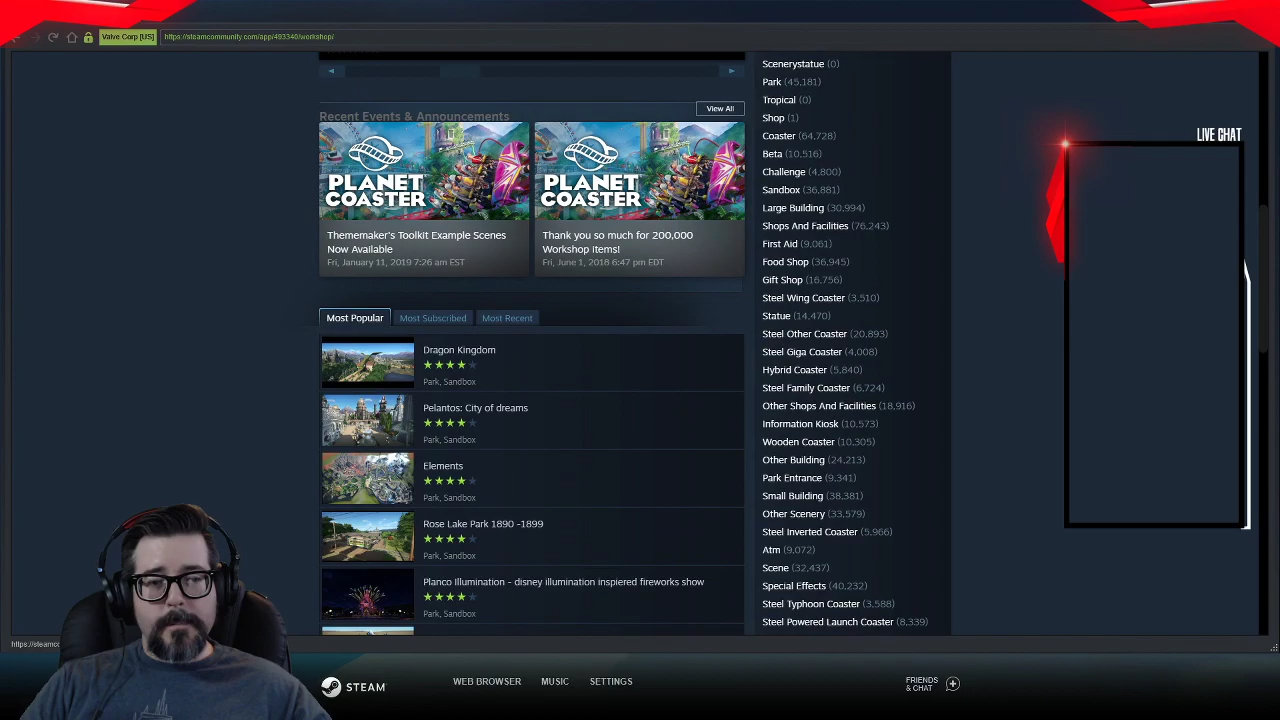 Valve Corp [US]
https://steamcommunity.com/app/493340/workshop/
Recent Events & Announcements
View All
PLANET COASTER
PLANET COASTER
Thememaker's Toolkit Example Scenes
Now Available
Fri, January 11, 2019 7:26 am EST
Thank you so much for 200,000
Workshop Items!
Fri, June 1, 2018 6:47 pm EDT
Most Popular
Most Subscribed
Most Recent
Dragon Kingdom
Park, Sandbox
Pelantos: City of dreams
Park, Sandbox
Elements
Park, Sandbox
Rose Lake Park 1890 -1899
Park, Sandbox
Planco Illumination - disney illumination inspiered fireworks show
Park, Sandbox
Scenerystatue (0)
Park (45,181)
Tropical (0)
Shop (1)
Coaster (64,728)
Beta (10,516)
Challenge (4,800)
Sandbox (36,881)
Large Building (30,994)
Shops And Facilities (76,243)
First Aid (9,061)
Food Shop (36,945)
Gift Shop (16,756)
Steel Wing Coaster (3,510)
Statue (14,470)
Steel Other Coaster (20,893)
Steel Giga Coaster (4,008)
Hybrid Coaster (5,840)
Steel Family Coaster (6,724)
Other Shops And Facilities (18,916)
Information Kiosk (10,573)
Wooden Coaster (10,305)
Other Building (24,213)
Park Entrance (9,341)
Small Building (38,381)
Other Scenery (33,579)
Steel Inverted Coaster (5,966)
Atm (9,072)
Scene (32,437)
Special Effects (40,232)
Steel Typhoon Coaster (3,588)
Steel Powered Launch Coaster (8,339)
LIVE CHAT
https://steamco
STEAM
WEB BROWSER
MUSIC
SETTINGS
FRIENDS
& CHAT